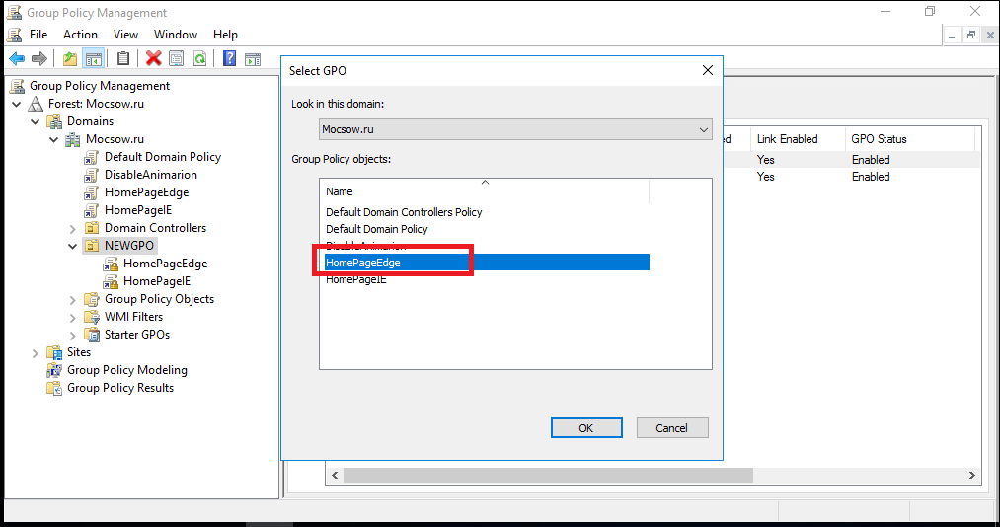 Group Policy Management
File Action View Window Help
Group Policy Management
Forest: Mocsow.ru
Domains
Mocsow.ru
Default Domain Policy
DisableAnimarion
HomePageEdge
HomePageIE
Domain Controllers
NEWGPO
HomePageEdge
HomePageIE
Group Policy Objects
WMI Filters
Starter GPOs
Sites
Group Policy Modeling
Group Policy Results
Select GPO
Look in this domain:
Mocsow.ru
Group Policy objects:
Name
Default Domain Controllers Policy
Default Domain Policy
DisableAnimarion
HomePageEdge
HomePageIE
OK Cancel
ed Link Enabled GPO Status
Yes Enabled
Yes Enabled